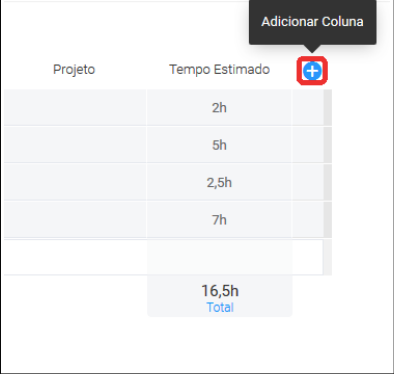 Adicionar Coluna
Projeto Tempo Estimado
2h
5h
2,5h
7h
16,5h
Total